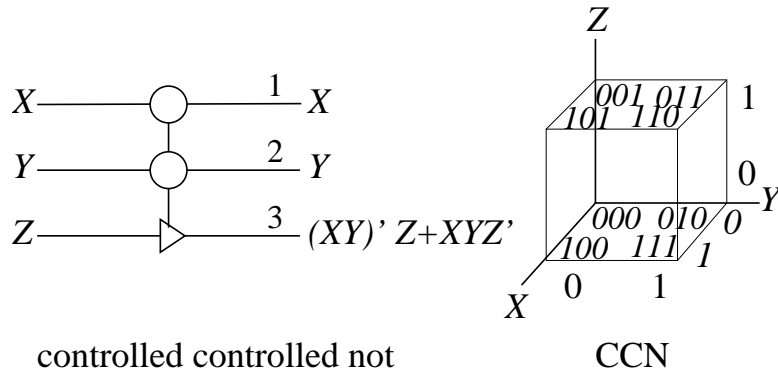 X 1 X
Y 2 Y
Z 3 (XY)' Z+XYZ'
controlled controlled not
Z
001 011 1
101 110
0
000 010 0 Y
100 111 1
0 1
X
CCN